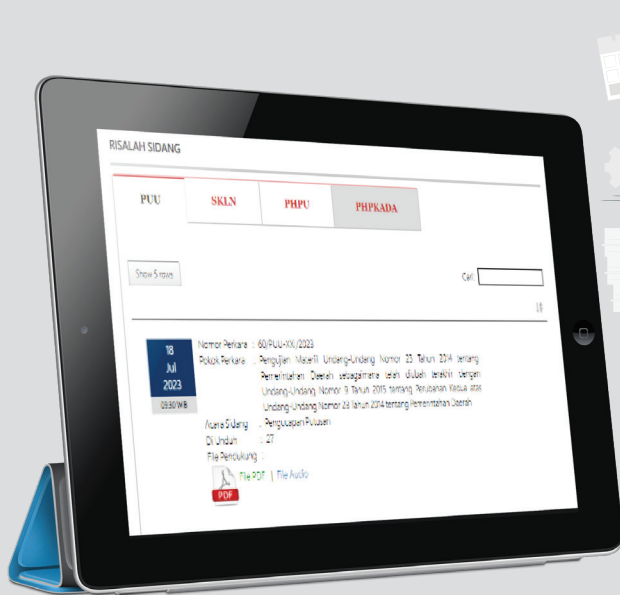 RISALAH SIDANG
PUU SKLN PHPU PHPKADA
Show 5 rows
Cari:
18
Jul
2023
09:30 WIB
Nomor Perkara : 60/PUU-XX/2023
Pokok Perkara : Pengujian Materiil Undang-Undang Nomor 23 Tahun 2014 tentang
Pemerintahan Daerah sebagaimana telah diubah terakhir dengan
Undang-Undang Nomor 9 Tahun 2015 tentang Perubahan Kedua atas
Undang-Undang Nomor 23 Tahun 2014 tentang Pemerintahan Daerah
Acara Sidang : Pengucapan Putusan
Di Unduh : 27
File Pendukung :
PDF
File PDF | File Audio